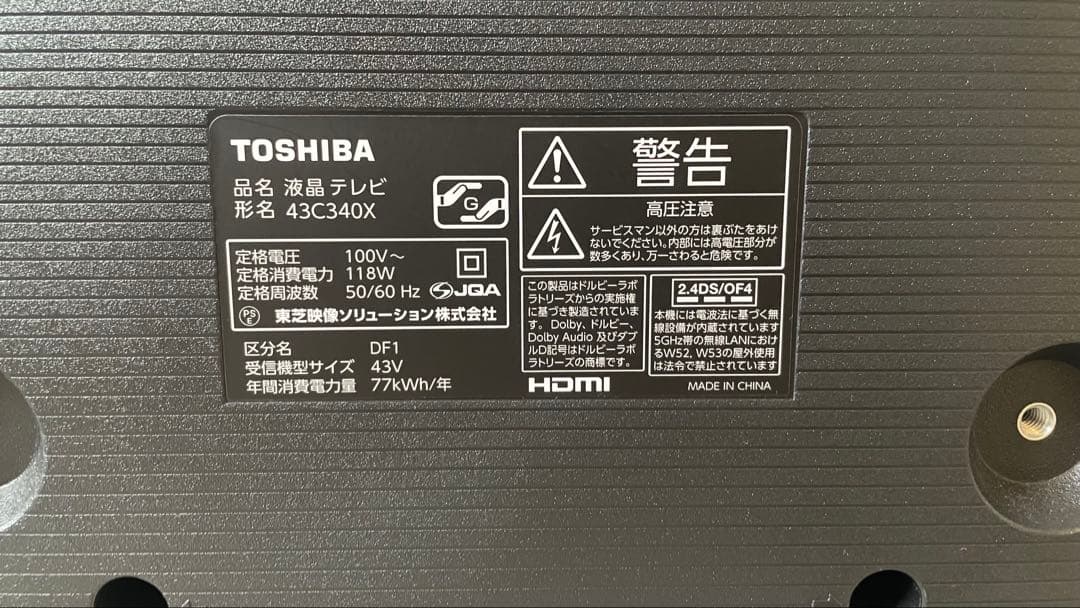 TOSHIBA
品名 液晶テレビ
形名 43C340X
G
定格電圧 100V～
定格消費電力 118W
定格周波数 50/60 Hz
JQA
PS
E
東芝映像ソリューション株式会社
区分名 DF1
受信機型サイズ 43V
年間消費電力量 77kWh/年
警告
高圧注意
サービスマン以外の方は裏ぶたをあけ
ないでください。内部には高電圧部分が
数多くあり、万一さわると危険です。
この製品はドルビーラボ
ラトリーズからの実施権
に基づき製造されていま
す。Dolby、ドルビー、
Dolby Audio 及びダブ
ルD記号はドルビーラボ
ラトリーズの商標です。
2.4DS/OF4
本機には電波法に基づく無
線設備が内蔵されています
5GHz帯の無線LANにおけ
るW52, W53の屋外使用
は法令で禁止されています
HDMI
MADE IN CHINA